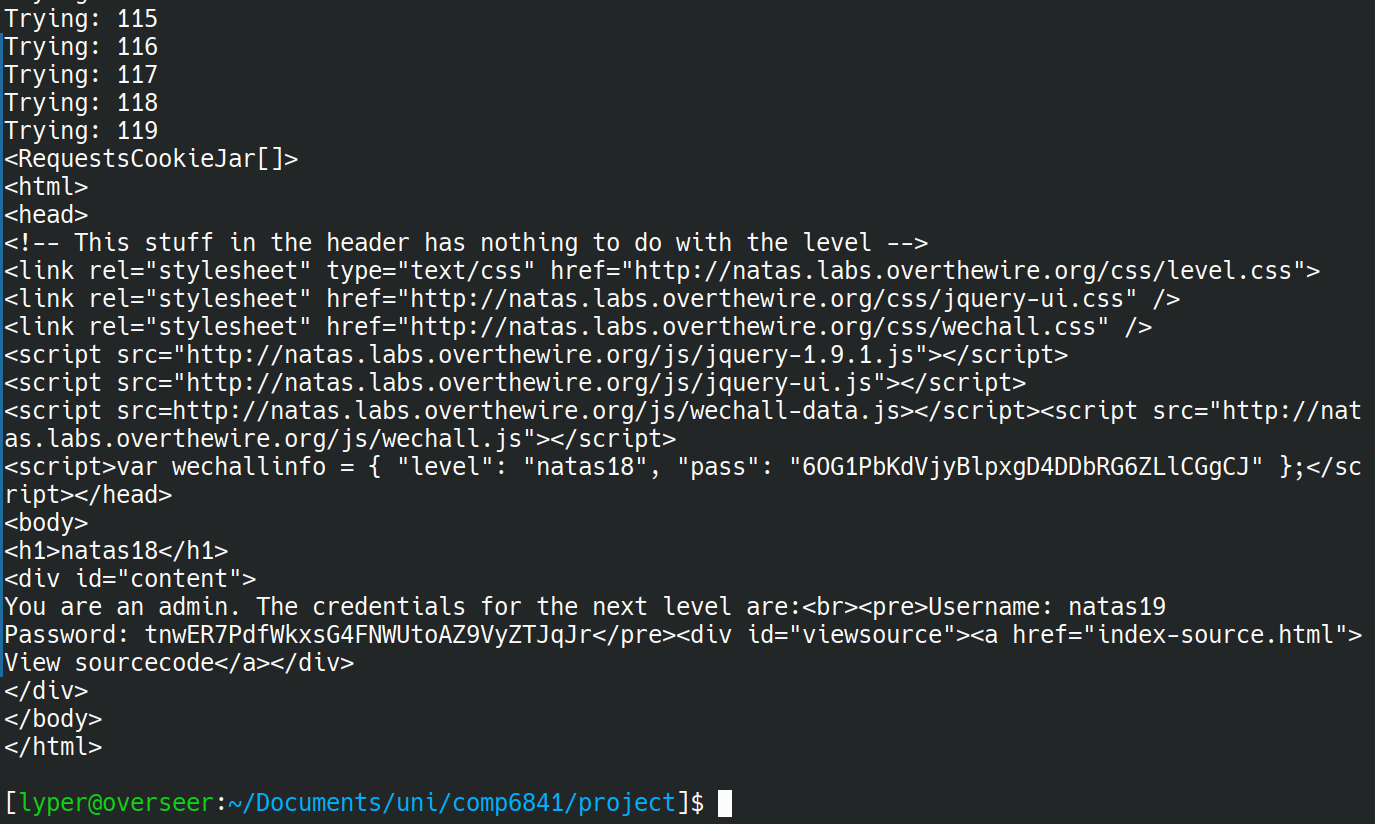 Trying: 115
Trying: 116
Trying: 117
Trying: 118
Trying: 119
<RequestsCookieJar[]>
<html>
<head>
<!-- This stuff in the header has nothing to do with the level -->
<link rel="stylesheet" type="text/css" href="http://natas.labs.overthewire.org/css/level.css">
<link rel="stylesheet" href="http://natas.labs.overthewire.org/css/jquery-ui.css" />
<link rel="stylesheet" href="http://natas.labs.overthewire.org/css/wechall.css" />
<script src="http://natas.labs.overthewire.org/js/jquery-1.9.1.js"></script>
<script src="http://natas.labs.overthewire.org/js/jquery-ui.js"></script>
<script src=http://natas.labs.overthewire.org/js/wechall-data.js></script><script src="http://nat
as.labs.overthewire.org/js/wechall.js"></script>
<script>var wechallinfo = { "level": "natas18", "pass": "6OG1PbKdVjyBlpxgD4DDbRG6ZLlCGgCJ" };</sc
ript></head>
<body>
<h1>natas18</h1>
<div id="content">
You are an admin. The credentials for the next level are:<br><pre>Username: natas19
Password: tnwER7PdfWkxsG4FNWUtoAZ9VyZTJqJr</pre><div id="viewsource"><a href="index-source.html">
View sourcecode</a></div>
</div>
</body>
</html>
[lyper@overseer:~/Documents/uni/comp6841/project]$